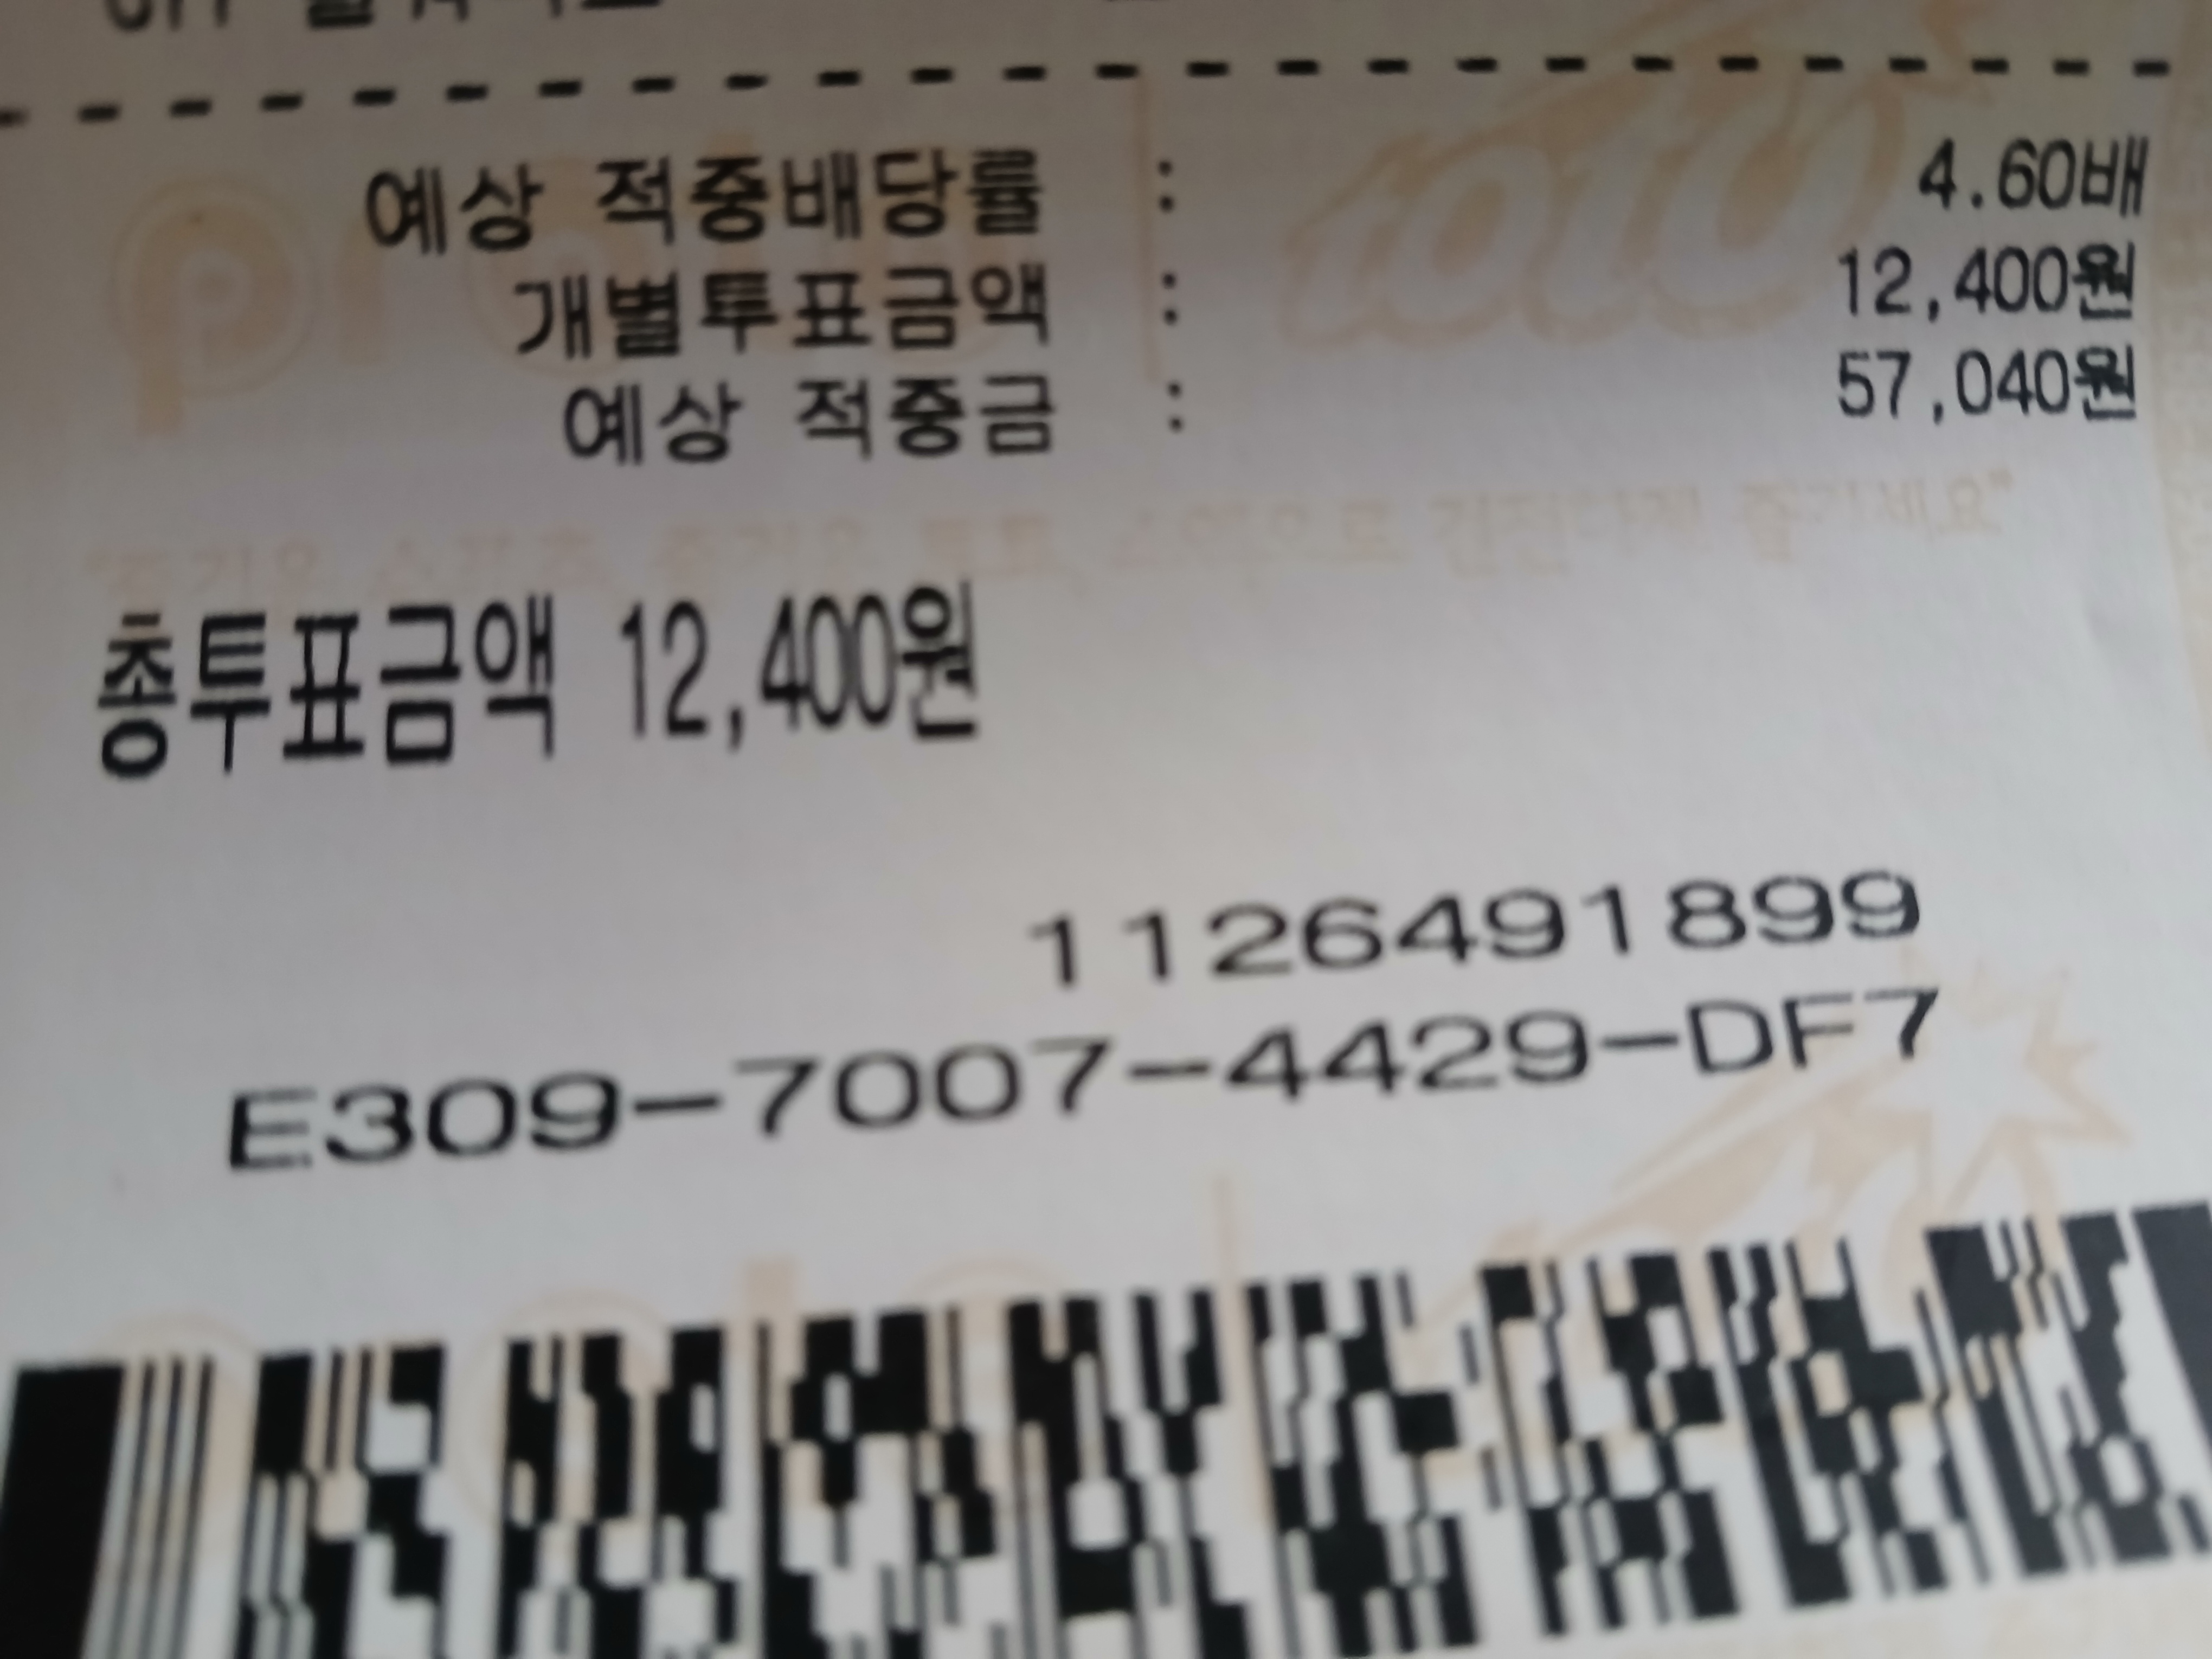 예상 적중배당률 : 4.60배
개별투표금액 : 12,400원
예상 적중금 : 57,040원
총투표금액 12,400원
1126491899
E309-7007-4429-DF7